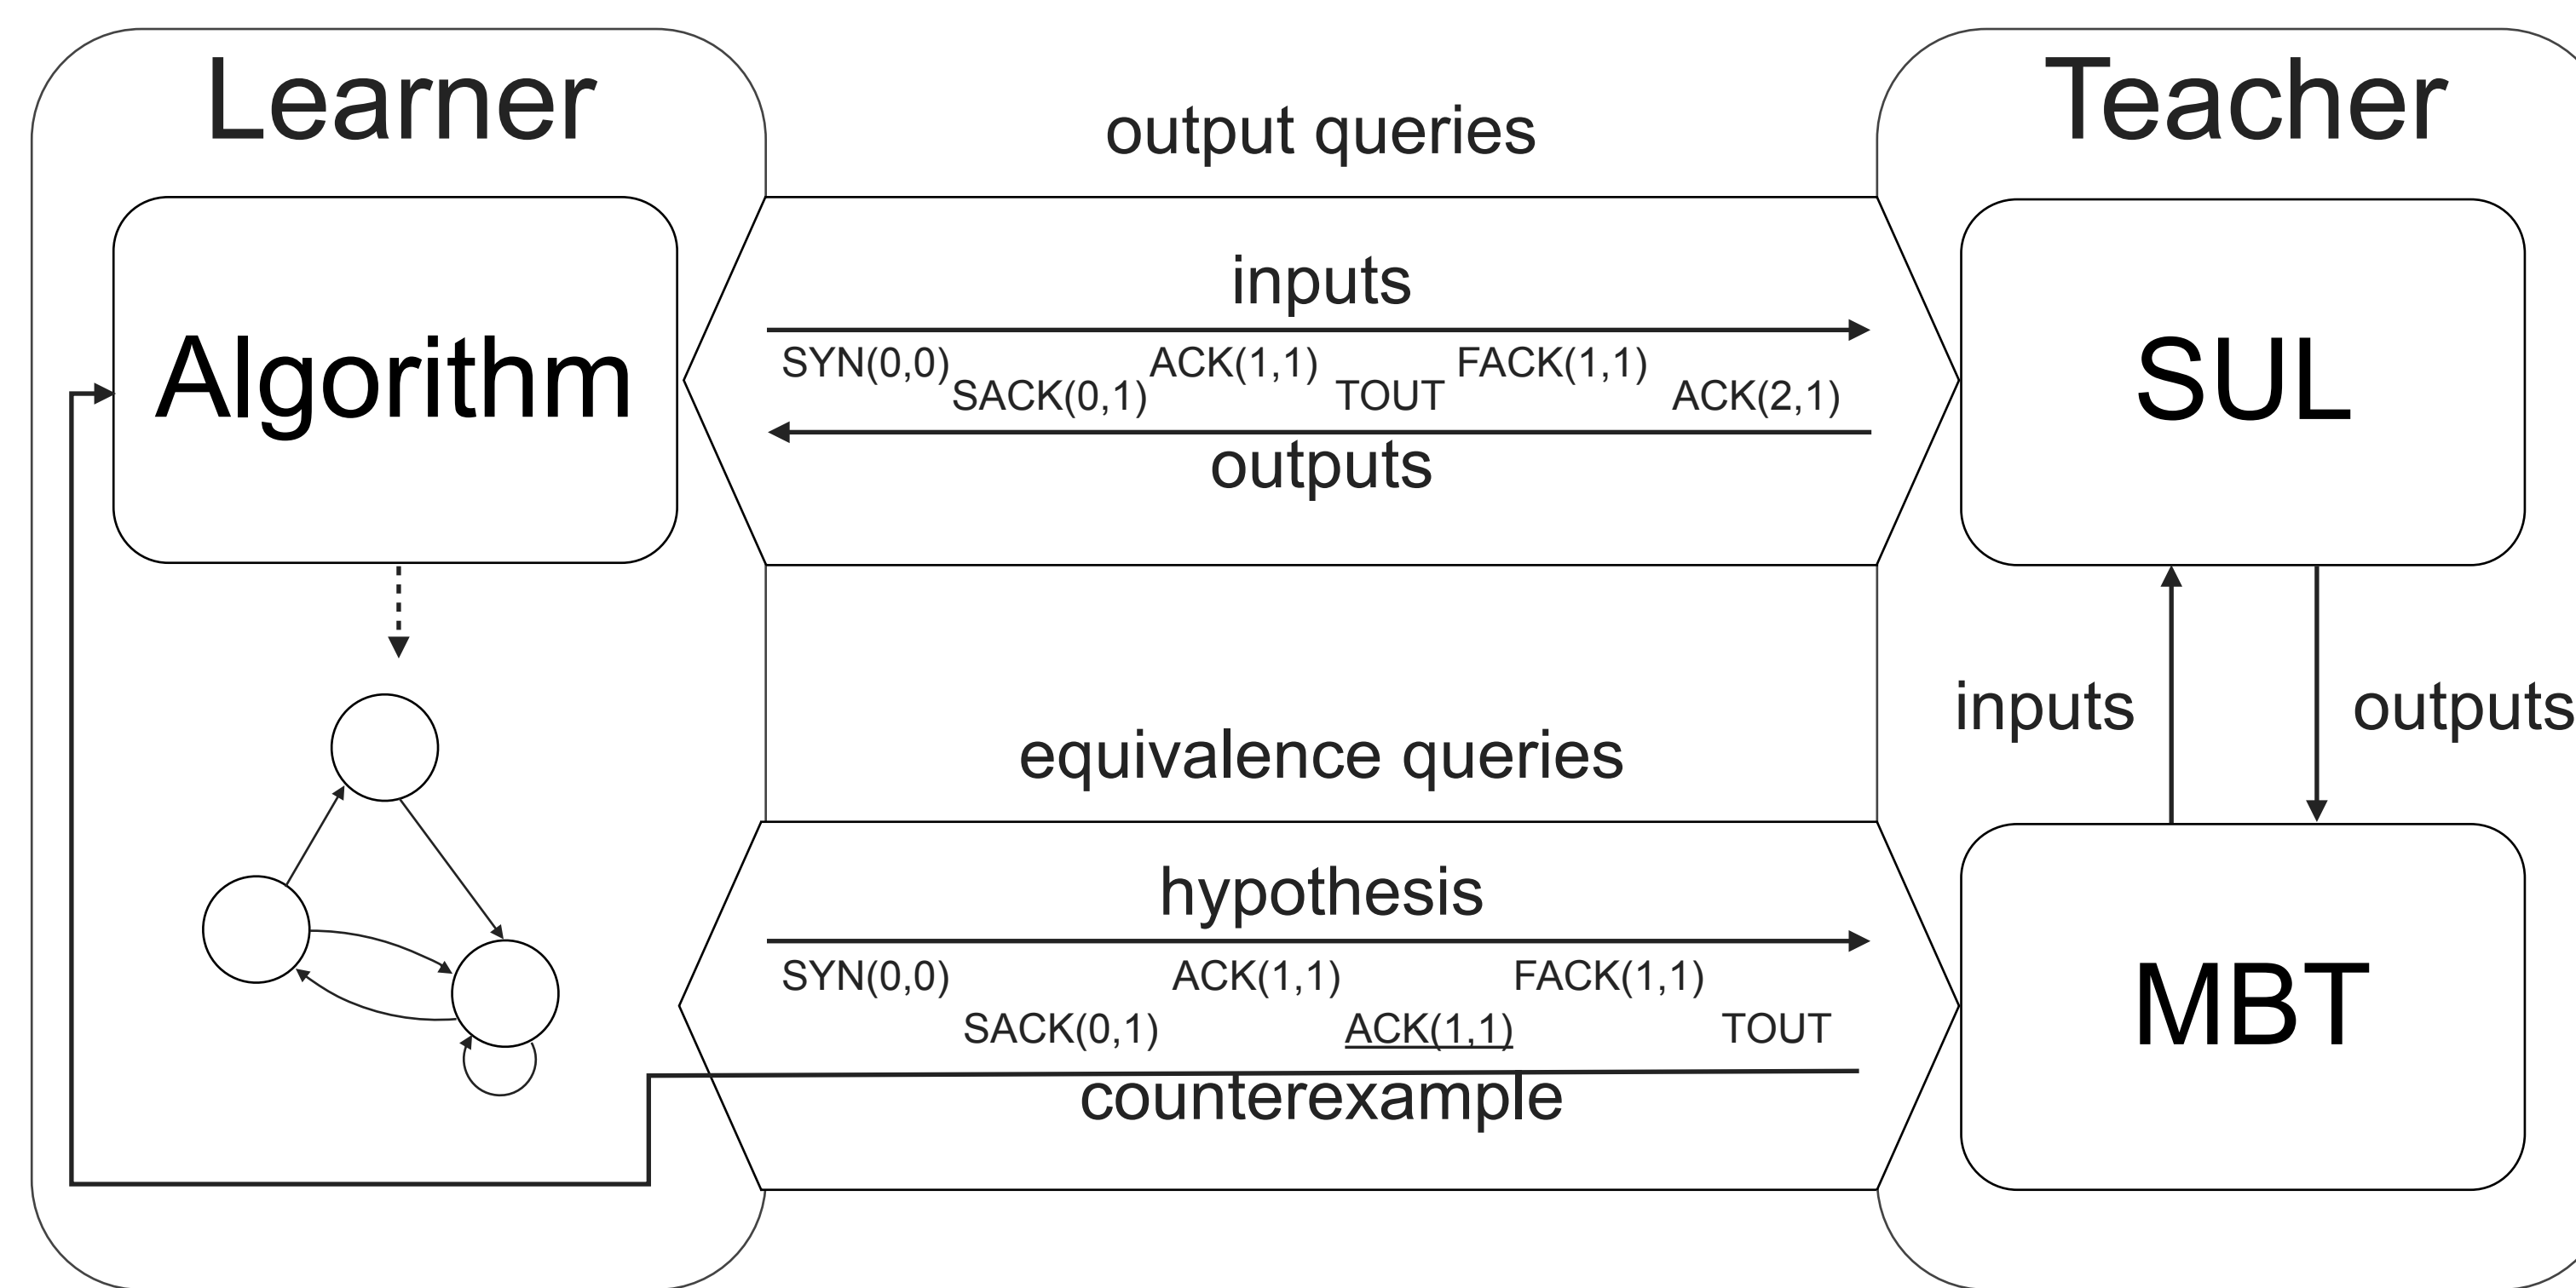 Learner
Teacher
output queries
Algorithm
inputs
SYN(0,0) ACK(1,1) FACK(1,1)
SACK(0,1) TOUT ACK(2,1)
outputs
SUL
inputs
outputs
equivalence queries
hypothesis
SYN(0,0) ACK(1,1) FACK(1,1)
SACK(0,1) ACK(1,1) TOUT
counterexample
MBT